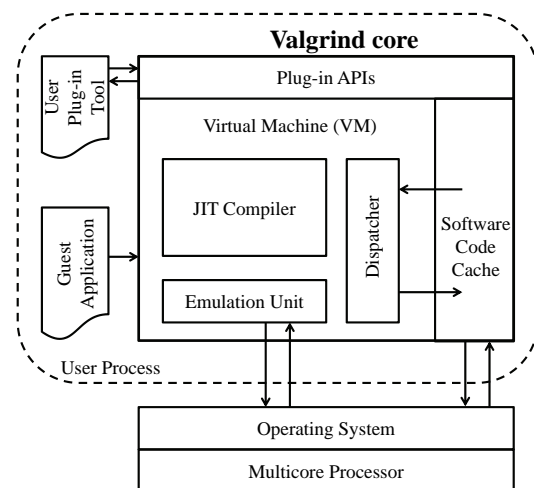 Valgrind core
User
Plug-in
Tool
Plug-in APIs
Virtual Machine (VM)
JIT Compiler
Dispatcher
Software
Code
Cache
Guest
Application
Emulation Unit
User Process
Operating System
Multicore Processor